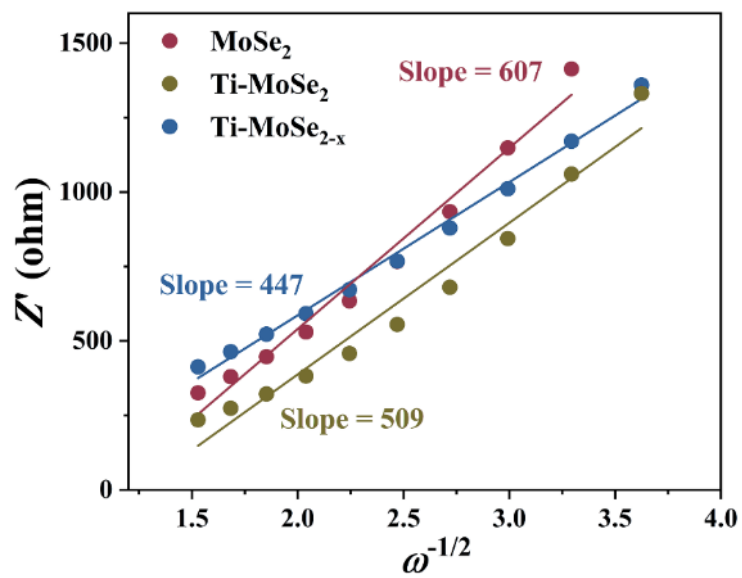 1500
1000
500
0
Z' (ohm)
MoSe₂
Ti-MoSe₂
Ti-MoSe₂₋ₓ
Slope = 607
Slope = 447
Slope = 509
1.5 2.0 2.5 3.0 3.5 4.0
ω⁻¹/²